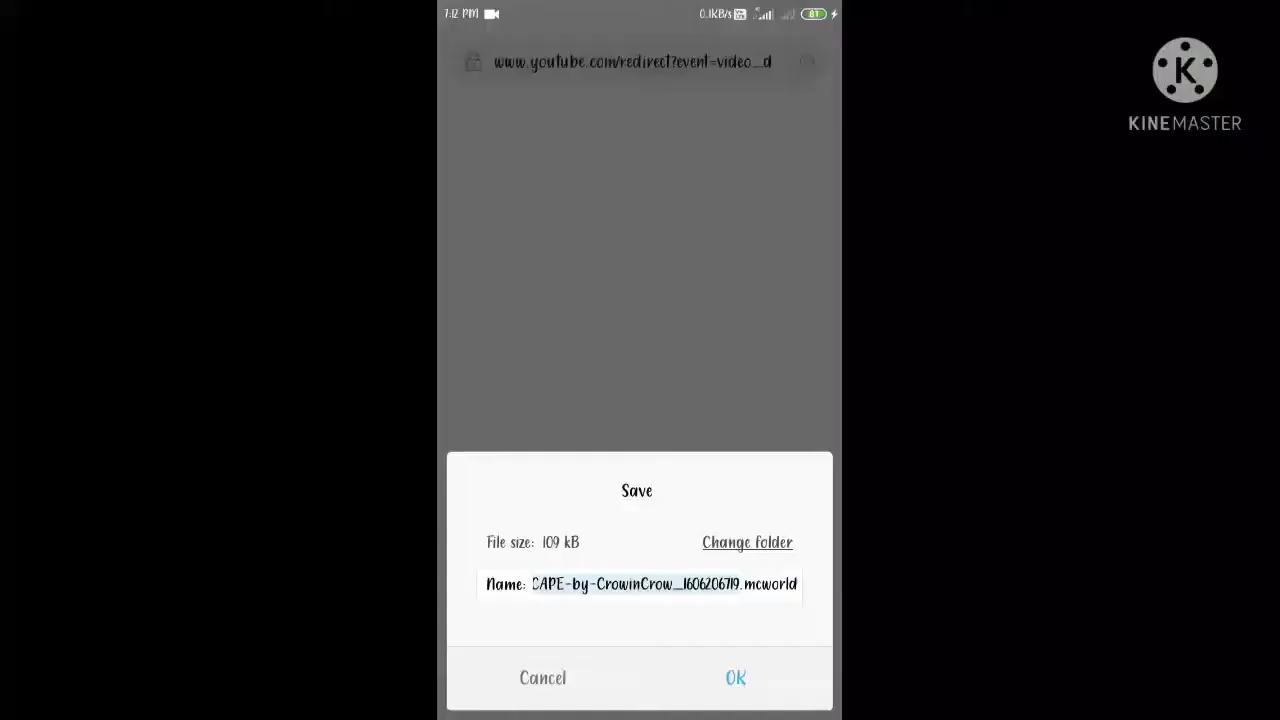 7:12 PM
0.1KB/s
81
www.youtube.com/redirect?event=video_d
K
KINEMASTER
Save
File size: 109 kB
Change folder
Name: CAPE-by-CrowinCrow_1606206719.mcworld
Cancel
OK